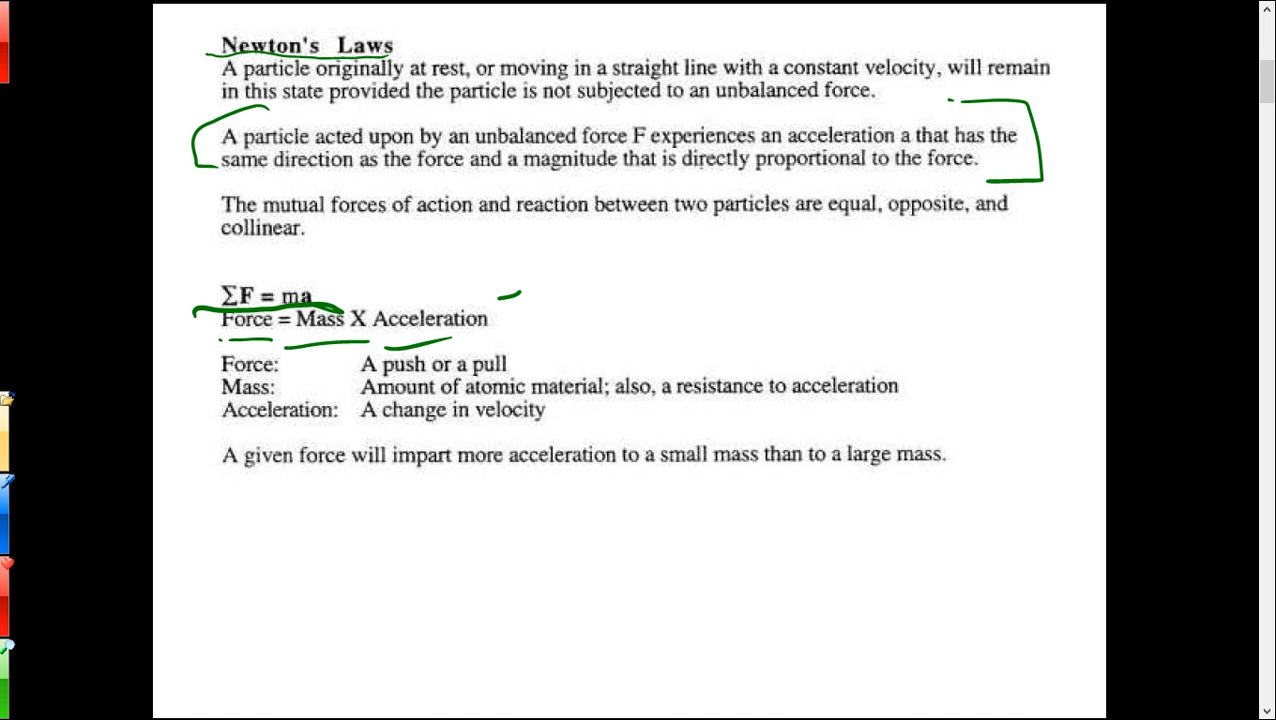 Newton's Laws
A particle originally at rest, or moving in a straight line with a constant velocity, will remain
in this state provided the particle is not subjected to an unbalanced force.
A particle acted upon by an unbalanced force F experiences an acceleration a that has the
same direction as the force and a magnitude that is directly proportional to the force.
The mutual forces of action and reaction between two particles are equal, opposite, and
collinear.
ΣF = ma
Force = Mass X Acceleration
Force: A push or a pull
Mass: Amount of atomic material; also, a resistance to acceleration
Acceleration: A change in velocity
A given force will impart more acceleration to a small mass than to a large mass.